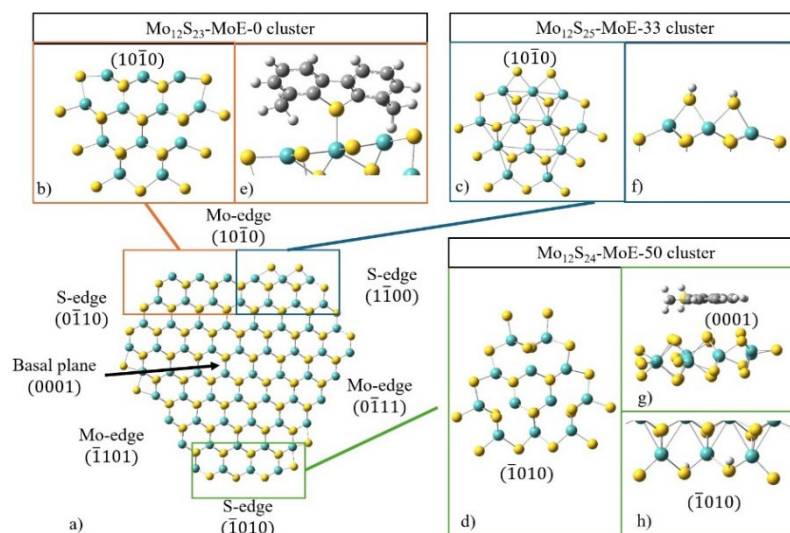 Mo₁₂S₂₃-MoE-0 cluster
(101̄0)
b)
e)
Mo₁₂S₂₅-MoE-33 cluster
(101̄0)
c)
f)
Mo-edge
(101̄0)
S-edge
(01̄10)
S-edge
(11̄00)
Basal plane
(0001)
Mo-edge
(01̄11)
Mo-edge
(1̄101)
S-edge
(1̄010)
a)
Mo₁₂S₂₄-MoE-50 cluster
(1̄010)
d)
(0001)
g)
(1̄010)
h)